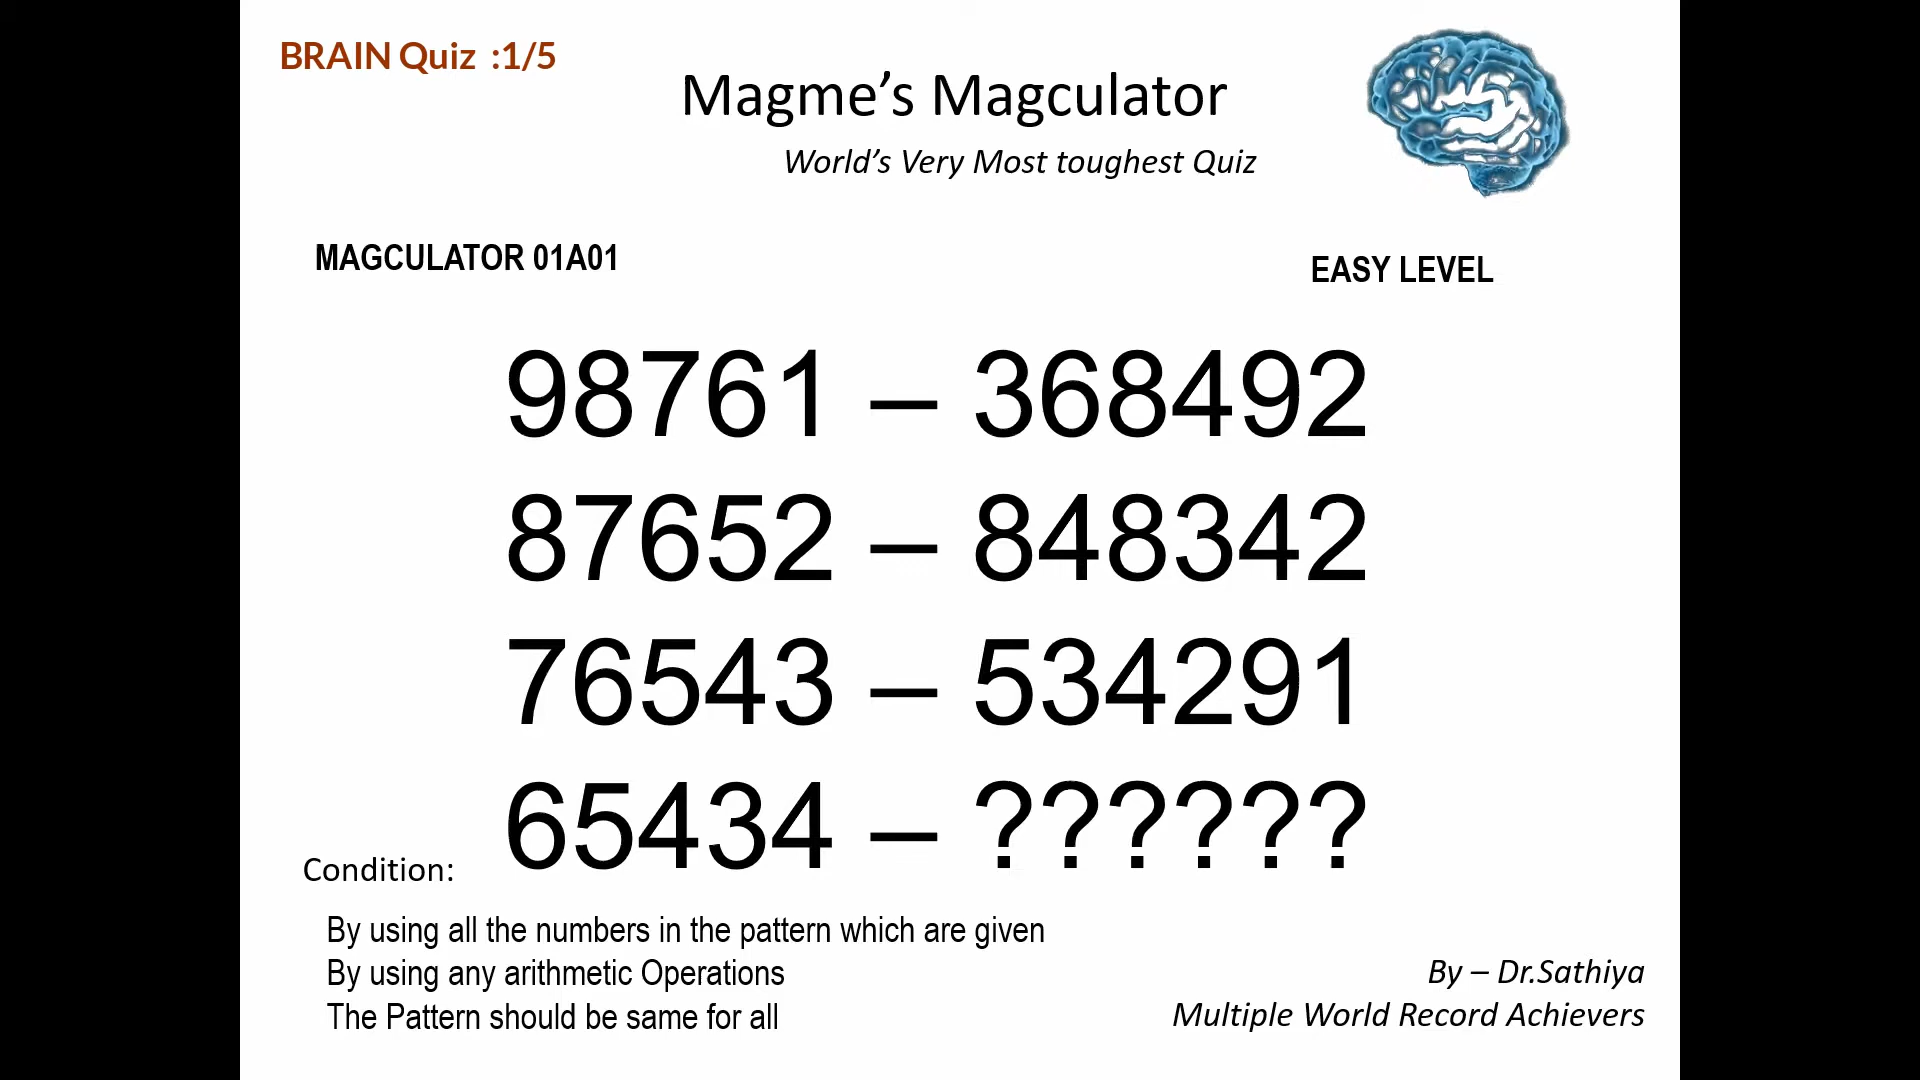 BRAIN Quiz :1/5
Magme’s Magculator
World’s Very Most toughest Quiz
MAGCULATOR 01A01
EASY LEVEL
98761 – 368492
87652 – 848342
76543 – 534291
65434 – ??????
Condition:
By using all the numbers in the pattern which are given
By using any arithmetic Operations
The Pattern should be same for all
By – Dr.Sathiya
Multiple World Record Achievers